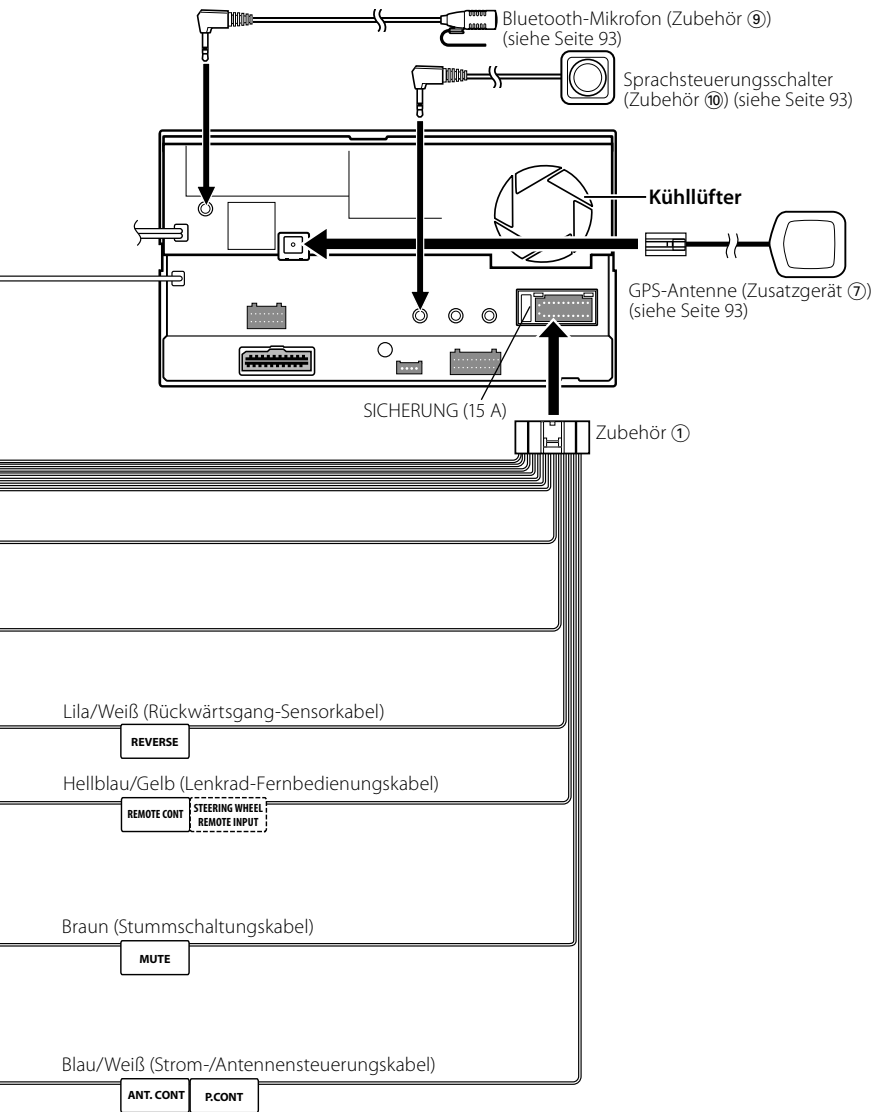 Bluetooth-Mikrofon (Zubehör ⑨)
(siehe Seite 93)
Sprachsteuerungsschalter
(Zubehör ⑩) (siehe Seite 93)
Kühllüfter
GPS-Antenne (Zusatzgerät ⑦)
(siehe Seite 93)
SICHERUNG (15 A)
Zubehör ①
Lila/Weiß (Rückwärtsgang-Sensorkabel)
REVERSE
Hellblau/Gelb (Lenkrad-Fernbedienungskabel)
REMOTE CONT
STEERING WHEEL
REMOTE INPUT
Braun (Stummschaltungskabel)
MUTE
Blau/Weiß (Strom-/Antennensteuerungskabel)
ANT. CONT
P.CONT